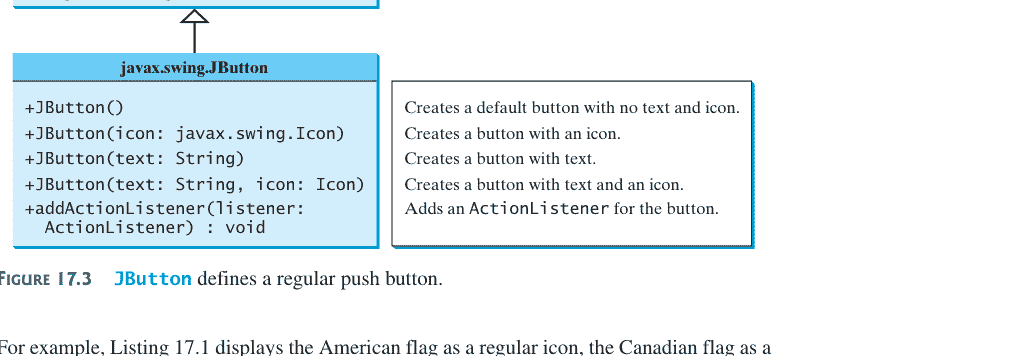 javax.swing.JButton
+JButton()
+JButton(icon: javax.swing.Icon)
+JButton(text: String)
+JButton(text: String, icon: Icon)
+addActionListener(listener:
ActionListener) : void
Creates a default button with no text and icon.
Creates a button with an icon.
Creates a button with text.
Creates a button with text and an icon.
Adds an ActionListener for the button.
FIGURE 17.3 JButton defines a regular push button.
For example, Listing 17.1 displays the American flag as a regular icon, the Canadian flag as a